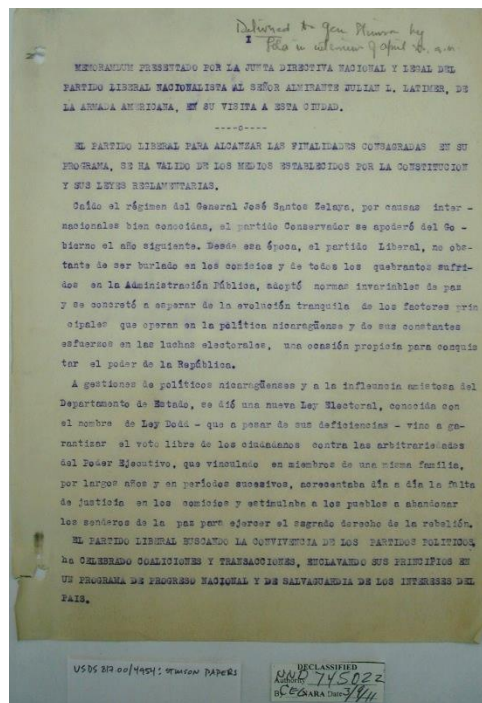 Delivered to Gen Stimson by
in interview 9 April
I
MEMORANDUM PRESENTADO POR LA JUNTA DIRECTIVA NACIONAL Y LEGAL DEL
PARTIDO LIBERAL NACIONALISTA AL SEÑOR ALMIRANTE JULIAN L. LATIMER, DE
LA ARMADA AMERICANA, EN SU VISITA A ESTA CIUDAD.
----o----
EL PARTIDO LIBERAL PARA ALCANZAR LAS FINALIDADES CONSAGRADAS EN SU
PROGRAMA, SE HA VALIDO DE LOS MEDIOS ESTABLECIDOS POR LA CONSTITUCION
Y SUS LEYES REGLAMENTARIAS.
Caído el régimen del General José Santos Zelaya, por causas inter -
nacionales bien conocidas, el partido Conservador se apoderó del Go -
bierno el año siguiente. Desde esa época, el partido Liberal, no obs-
tante de ser burlado en los comicios y de todos los quebrantos sufri-
dos en la Administración Pública, adoptó normas invariables de paz
y se concretó a esperar de la evolución tranquila de los factores prin
cipales que operan en la política nicaragüense y de sus constantes
esfuerzos en las luchas electorales, una ocasión propicia para conquis
tar el poder de la República.
A gestiones de políticos nicaragüenses y a la influencia amistosa del
Departamento de Estado, se dió una nueva Ley Electoral, conocida con
el nombre de Ley Dodd - que a pesar de sus deficiencias - vino a ga-
rantizar el voto libre de los ciudadanos contra las arbitrariedades
del Poder Ejecutivo, que vinculado en miembros de una misma familia,
por largos años y en períodos sucesivos, acrecentaba día a día la falta
de justicia en los comicios y estimulaba a los pueblos a abandonar
los senderos de la paz para ejercer el sagrado derecho de la rebelión.
EL PARTIDO LIBERAL BUSCANDO LA CONVIVENCIA DE LOS PARTIDOS POLITICOS,
ha CELEBRADO COALICIONES Y TRANSACCIONES, ENCLAVANDO SUS PRINCIPIOS EN
UN PROGRAMA DE PROGRESO NACIONAL Y DE SALVAGUARDIA DE LOS INTERESES DEL
PAIS.
USDS 817.00/4954; STIMSON PAPERS
DECLASSIFIED
Authority NND 745022
By CEG NARA Date 3/9/11